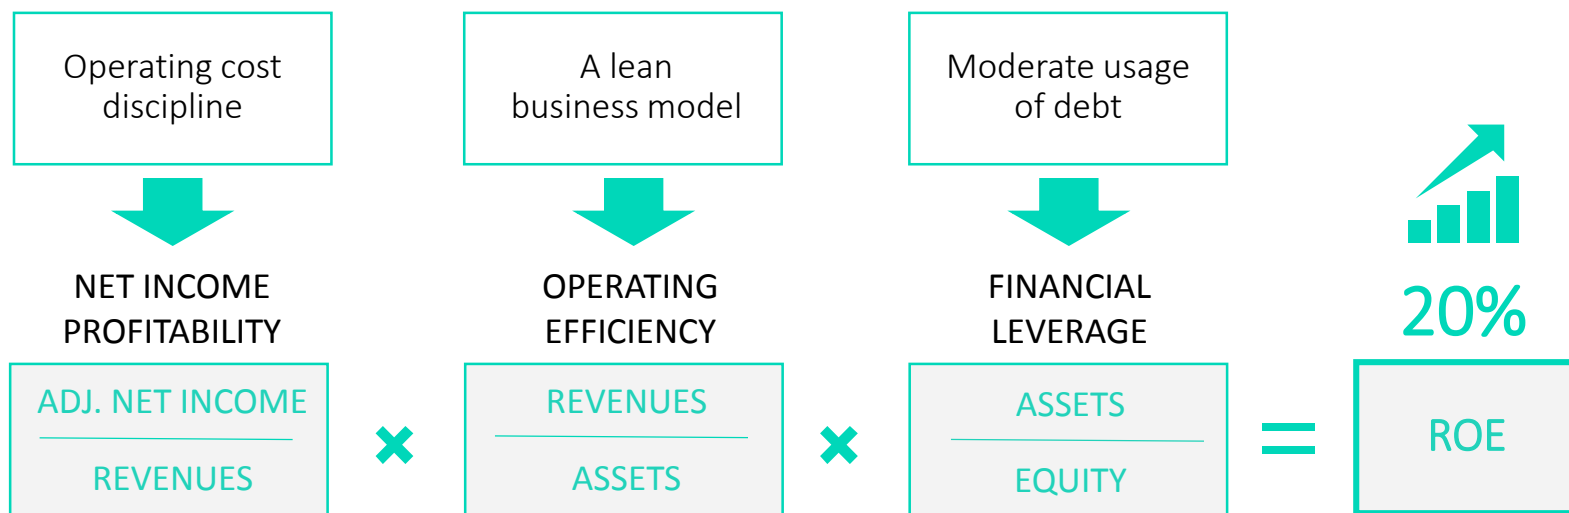 Operating cost
discipline
A lean
business model
Moderate usage
of debt
NET INCOME
PROFITABILITY
OPERATING
EFFICIENCY
FINANCIAL
LEVERAGE
20%
ADJ. NET INCOME
REVENUES
×
REVENUES
ASSETS
×
ASSETS
EQUITY
=
ROE